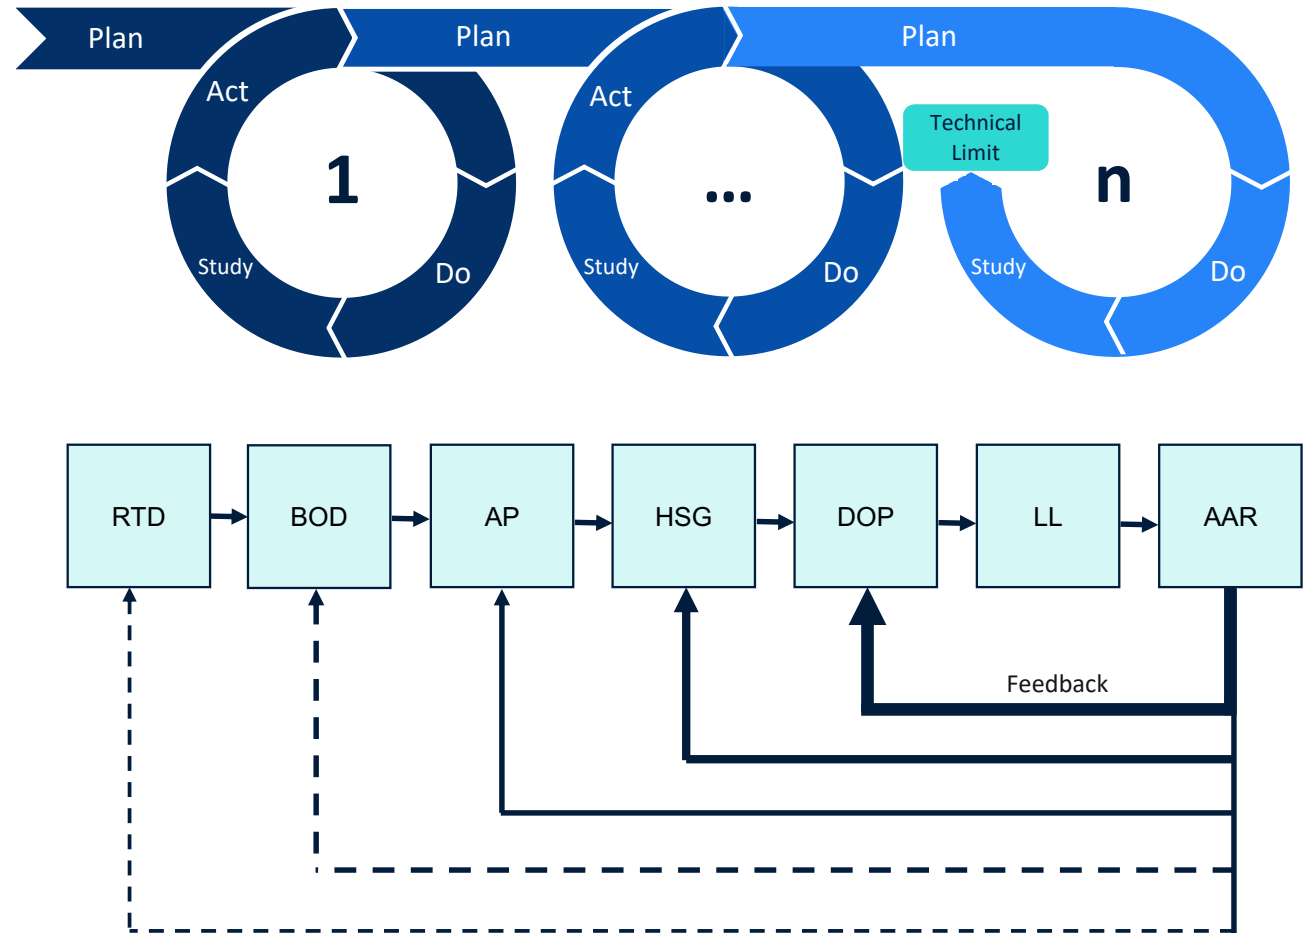 Plan
Plan
Plan
Act
Act
Technical
Limit
1
...
n
Study
Do
Study
Do
Study
Do
RTD
BOD
AP
HSG
DOP
LL
AAR
Feedback